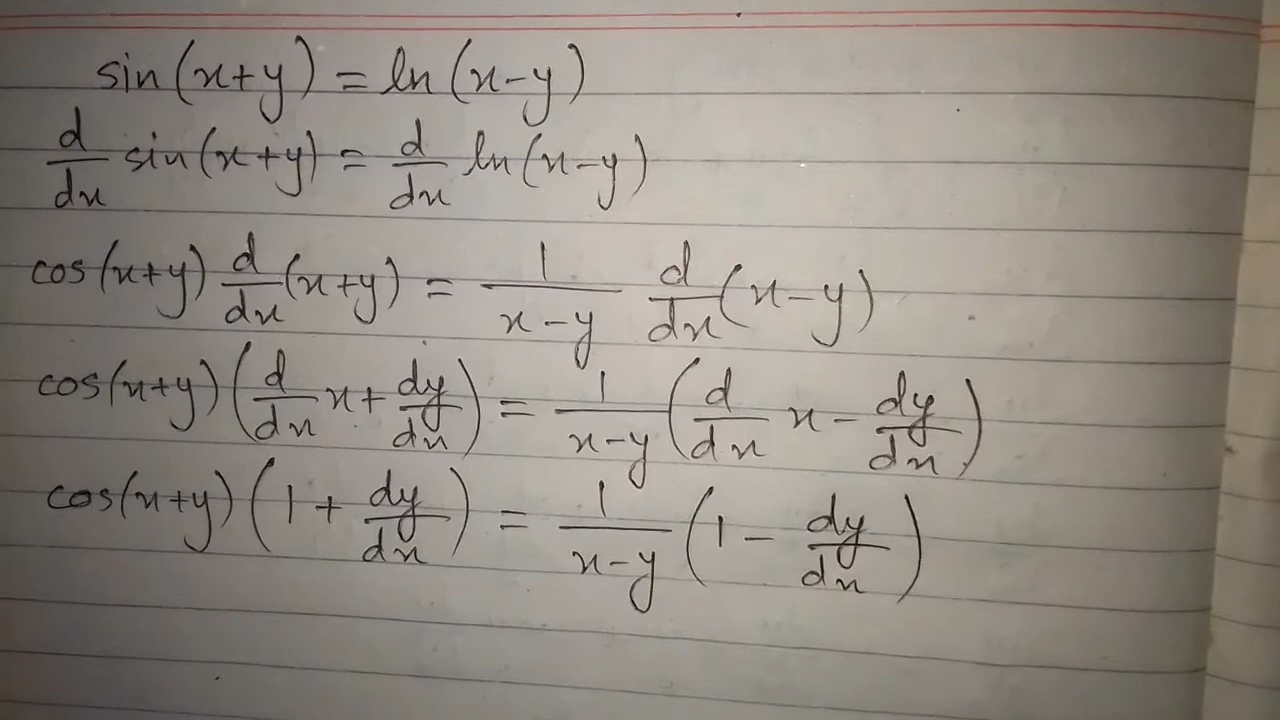 sin(x+y) = ln(x-y)
d/dx sin(x+y) = d/dx ln(x-y)
cos(x+y) d/dx (x+y) = 1/(x-y) d/dx (x-y)
cos(x+y) (d/dx x + dy/dx) = 1/(x-y) (d/dx x - dy/dx)
cos(x+y) (1 + dy/dx) = 1/(x-y) (1 - dy/dx)